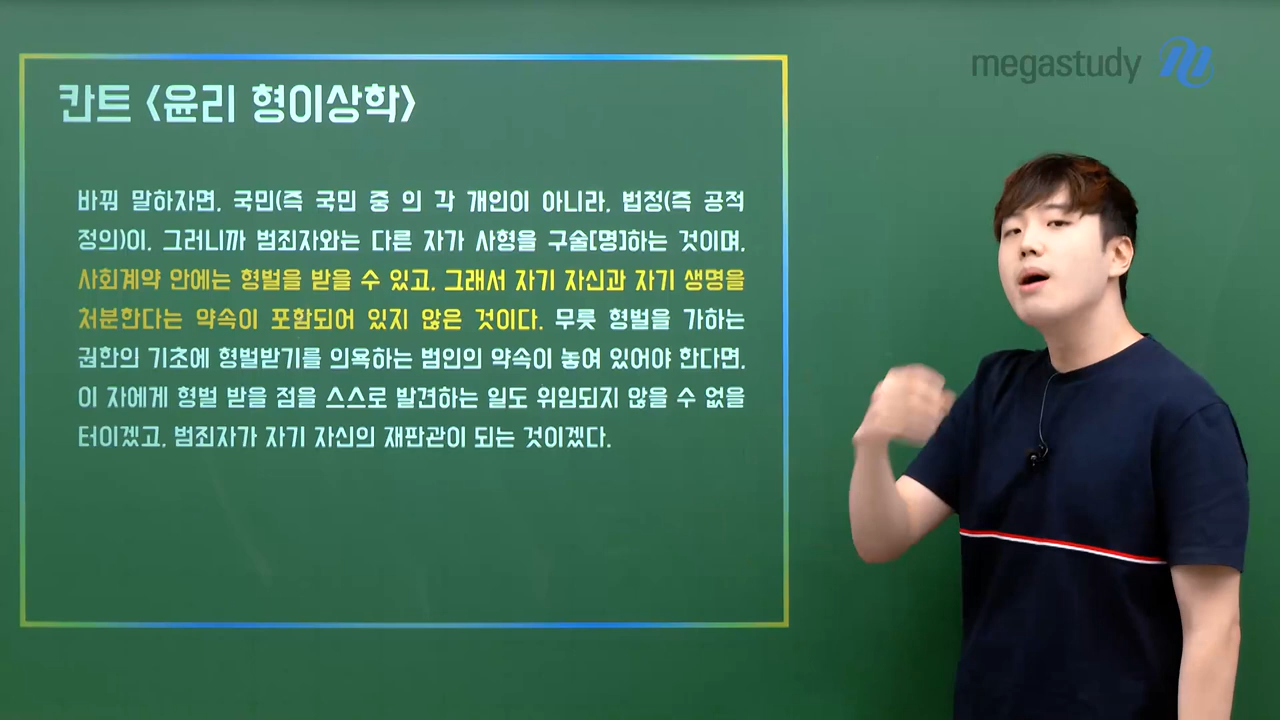 megastudy
칸트 <윤리 형이상학>
바꿔 말하자면, 국민(즉 국민 중 의 각 개인이 아니라, 법정(즉 공적
정의)이, 그러니까 범죄자와는 다른 자가 사형을 구술[명]하는 것이며,
사회계약 안에는 형벌을 받을 수 있고, 그래서 자기 자신과 자기 생명을
처분한다는 약속이 포함되어 있지 않은 것이다. 무릇 형벌을 가하는
권한의 기초에 형벌받기를 의욕하는 범인의 약속이 놓여 있어야 한다면,
이 자에게 형벌 받을 점을 스스로 발견하는 일도 위임되지 않을 수 없을
터이겠고, 범죄자가 자기 자신의 재판관이 되는 것이겠다.